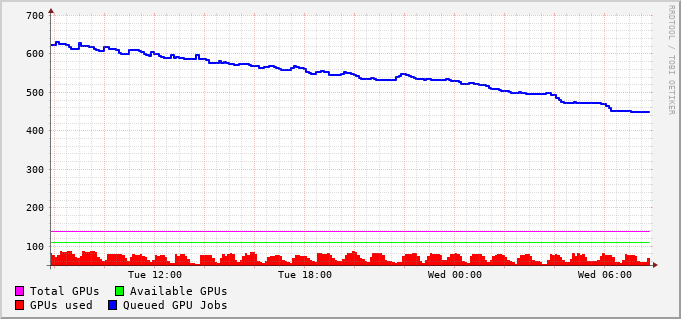 700
600
500
400
300
200
100
Tue 12:00 Tue 18:00 Wed 00:00 Wed 06:00
Total GPUs Available GPUs
GPUs used Queued GPU Jobs
RRDTOOL / TOBI OETIKER